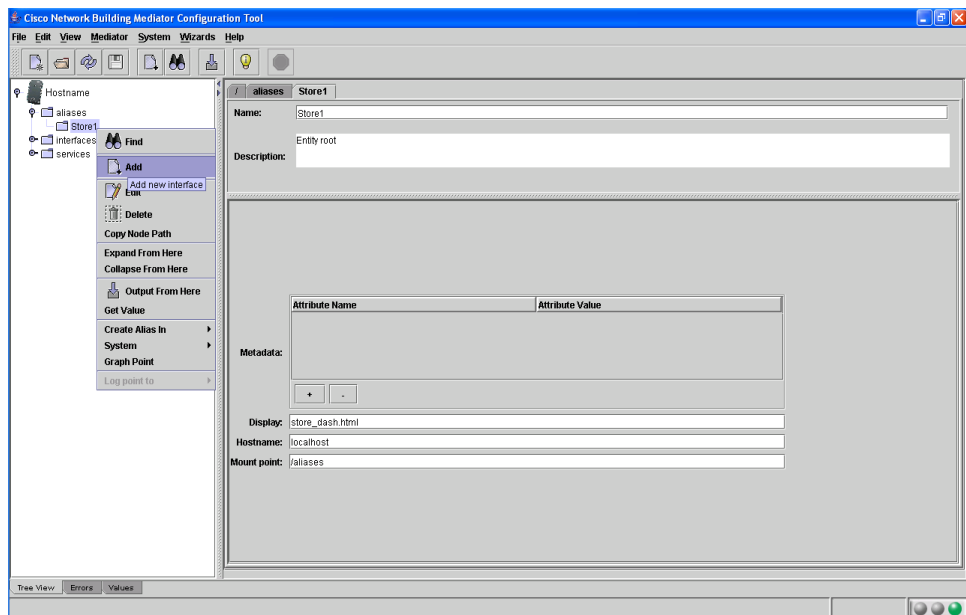 Cisco Network Building Mediator Configuration Tool
File Edit View Mediator System Wizards Help
Hostname
aliases
Store1
interfaces
services
Find
Add
Add new interface
Edit
Delete
Copy Node Path
Expand From Here
Collapse From Here
Output From Here
Get Value
Create Alias In
System
Graph Point
Log point to
/ aliases Store1
Name: Store1
Description: Entity root
Attribute Name Attribute Value
Metadata:
+ -
Display: store_dash.html
Hostname: localhost
Mount point: /aliases
Tree View Errors Values